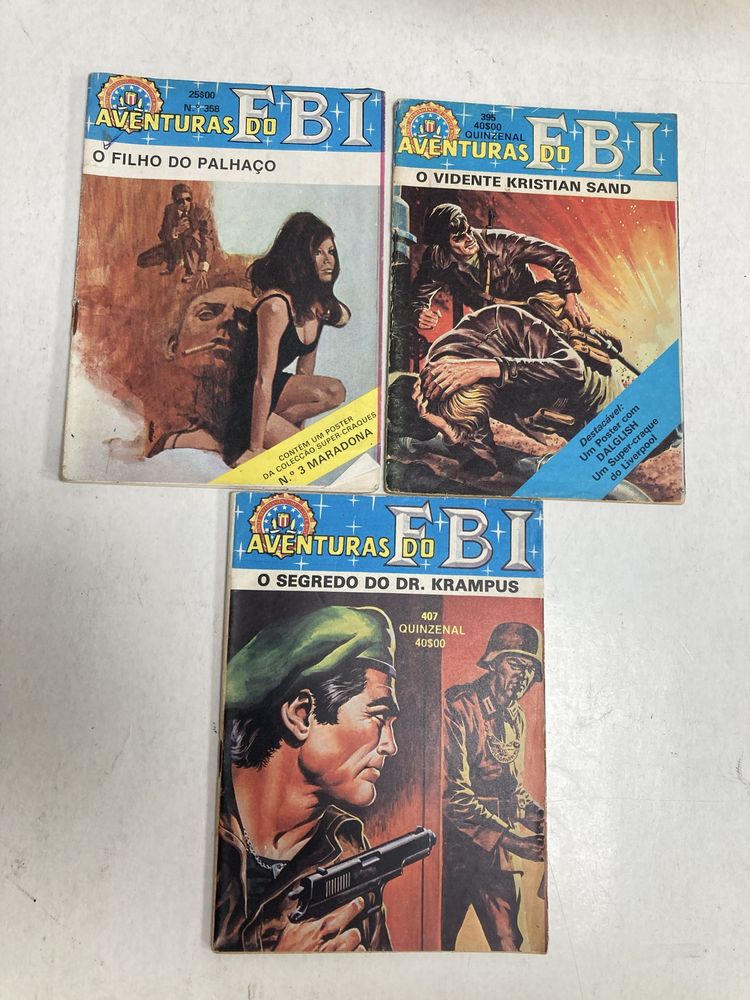 25$00
N.º 358
AVENTURAS DO FBI
O FILHO DO PALHAÇO
CONTÉM UM POSTER
DA COLECÇÃO SUPER-CRAQUES
N.º 3 MARADONA
395
40$00
QUINZENAL
AVENTURAS DO FBI
O VIDENTE KRISTIAN SAND
Destacável:
Um Poster com
DALGLISH
Um Super-craque
do Liverpool
AVENTURAS DO FBI
O SEGREDO DO DR. KRAMPUS
407
QUINZENAL
40$00